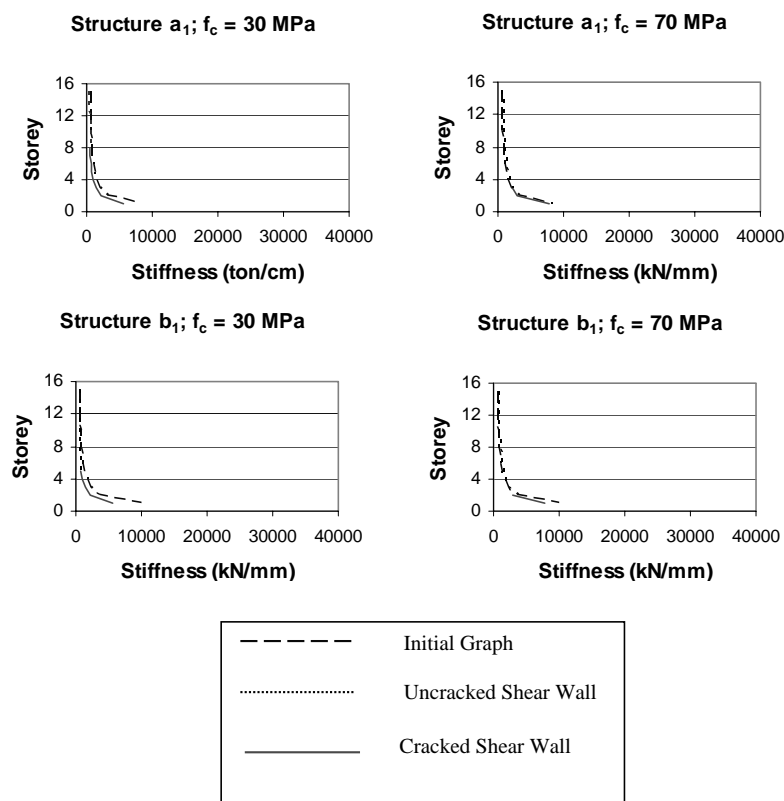 Structure a₁; f_c = 30 MPa
Structure a₁; f_c = 70 MPa
16
12
8
4
0
Storey
0 10000 20000 30000 40000
Stiffness (ton/cm)
16
12
8
4
0
Storey
0 10000 20000 30000 40000
Stiffness (kN/mm)
Structure b₁; f_c = 30 MPa
Structure b₁; f_c = 70 MPa
16
12
8
4
0
Storey
0 10000 20000 30000 40000
Stiffness (kN/mm)
16
12
8
4
0
Storey
0 10000 20000 30000 40000
Stiffness (kN/mm)
Initial Graph
Uncracked Shear Wall
Cracked Shear Wall